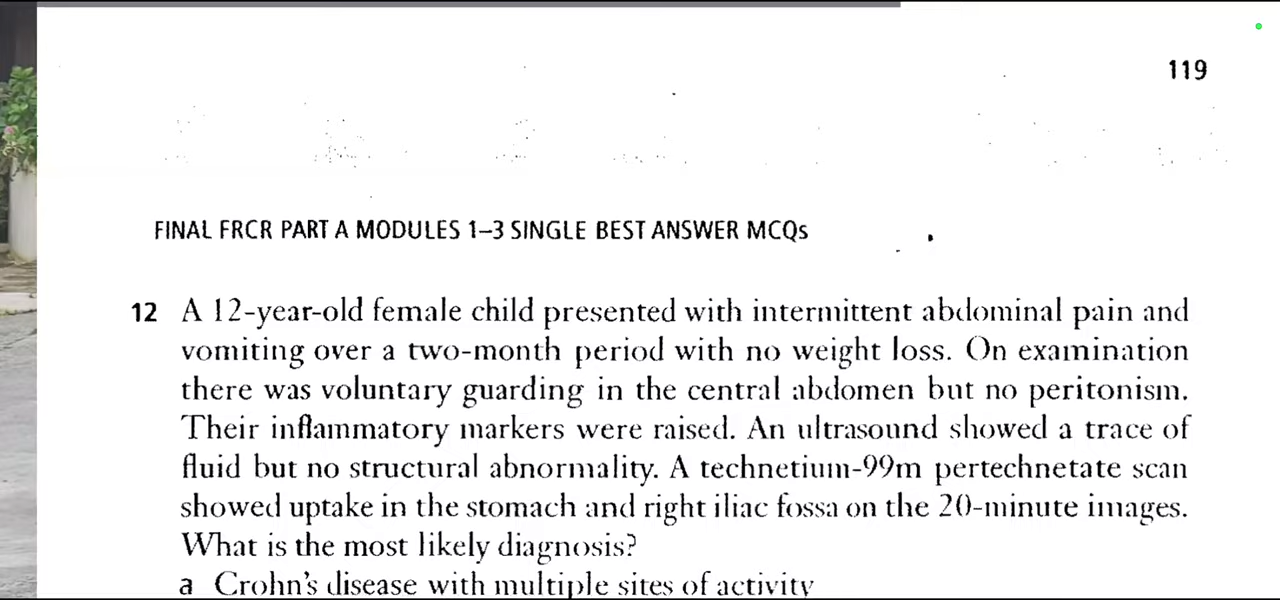 119
FINAL FRCR PART A MODULES 1–3 SINGLE BEST ANSWER MCQs
12 A 12-year-old female child presented with intermittent abdominal pain and
vomiting over a two-month period with no weight loss. On examination
there was voluntary guarding in the central abdomen but no peritonism.
Their inflammatory markers were raised. An ultrasound showed a trace of
fluid but no structural abnormality. A technetium-99m pertechnetate scan
showed uptake in the stomach and right iliac fossa on the 20-minute images.
What is the most likely diagnosis?
a Crohn's disease with multiple sites of activity